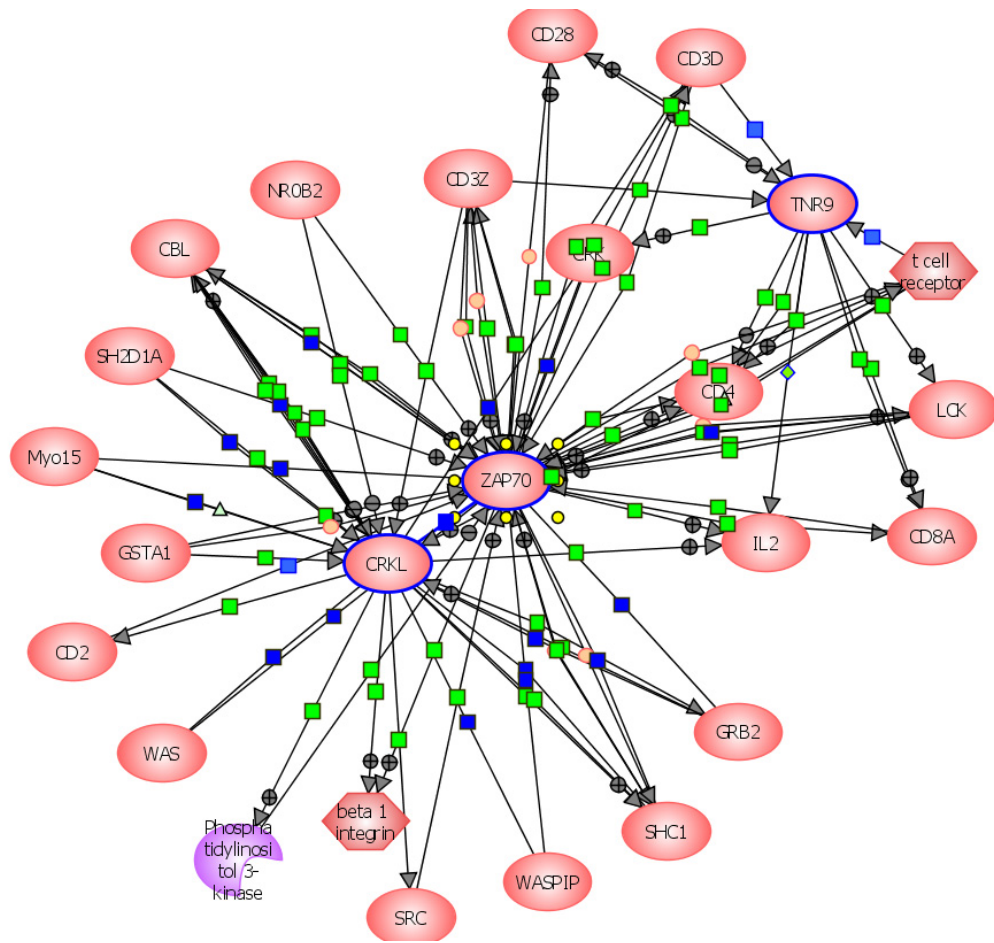 CD28
CD3D
NR0B2
CD3Z
TNR9
CBL
t cell
receptor
SH2D1A
CD4
LCK
Myo15
ZAP70
GSTA1
CRKL
IL2
CD8A
CD2
WAS
GRB2
beta 1
integrin
Phospha
tidylinosi
tol 3-
kinase
SHC1
WASPIP
SRC